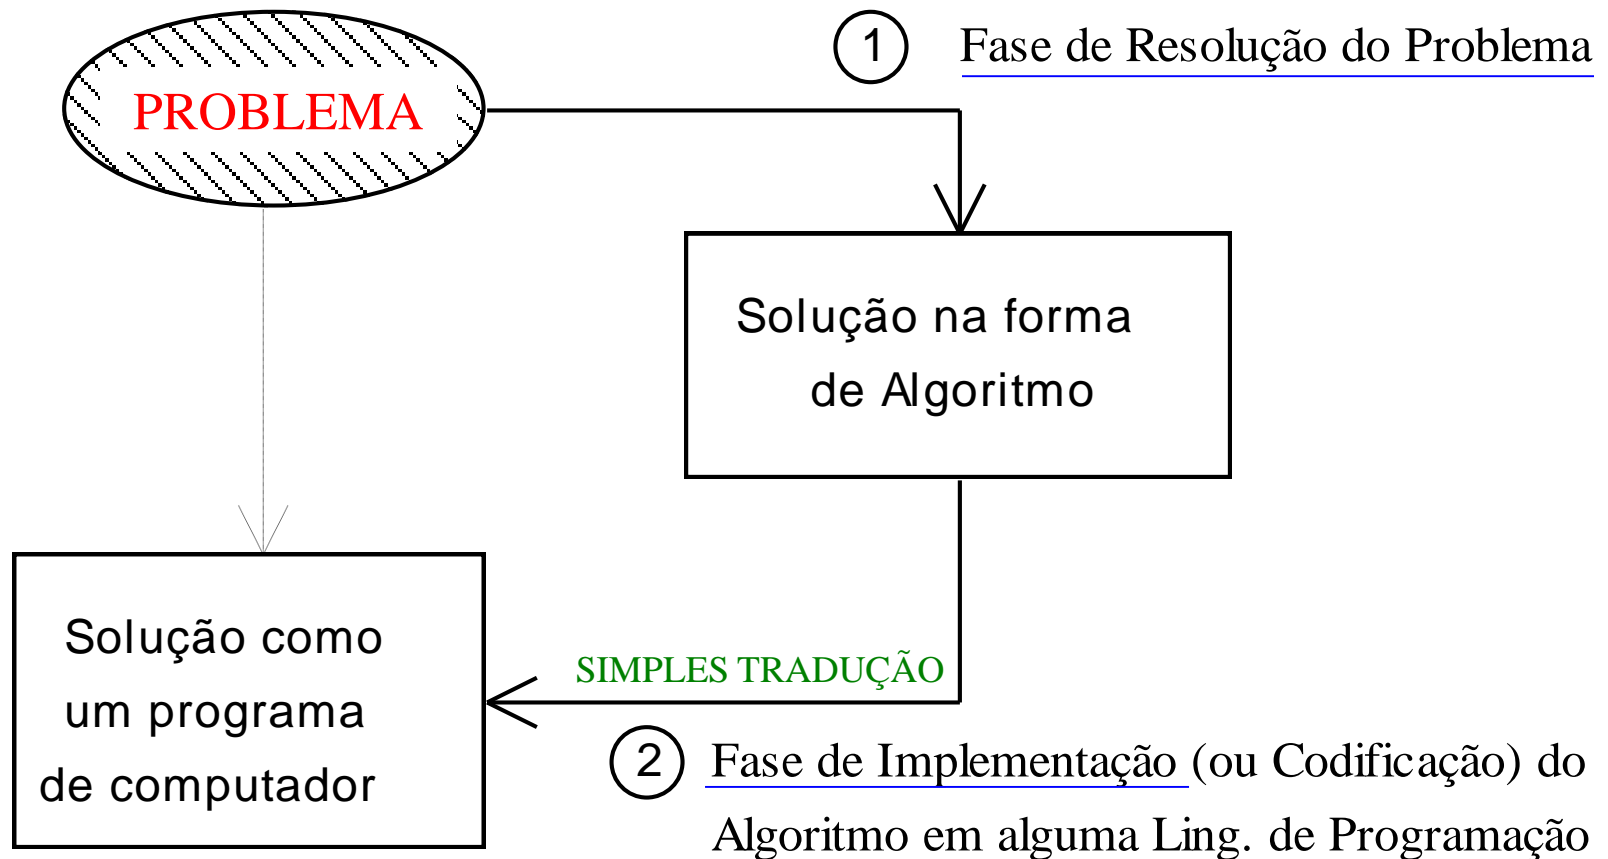 1 Fase de Resolução do Problema
PROBLEMA
Solução na forma
de Algoritmo
Solução como
um programa
de computador
SIMPLES TRADUÇÃO
2 Fase de Implementação (ou Codificação) do
Algoritmo em alguma Ling. de Programação